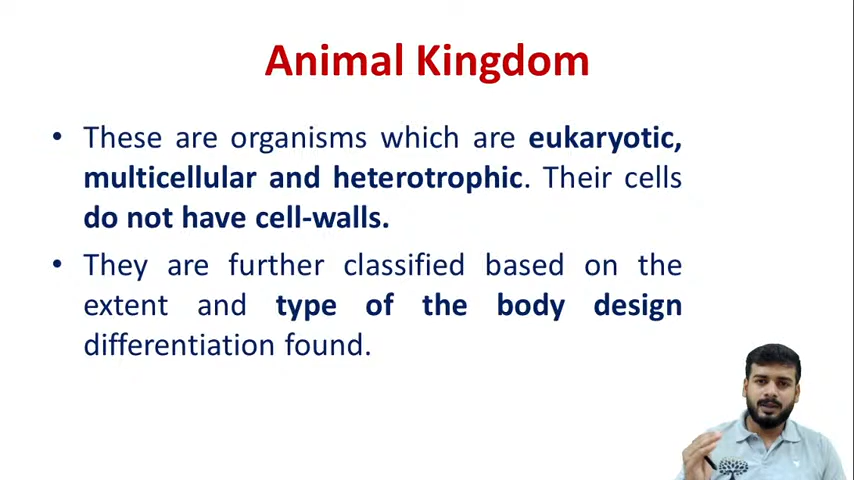 Animal Kingdom
• These are organisms which are eukaryotic,
multicellular and heterotrophic. Their cells
do not have cell-walls.
• They are further classified based on the
extent and type of the body design
differentiation found.